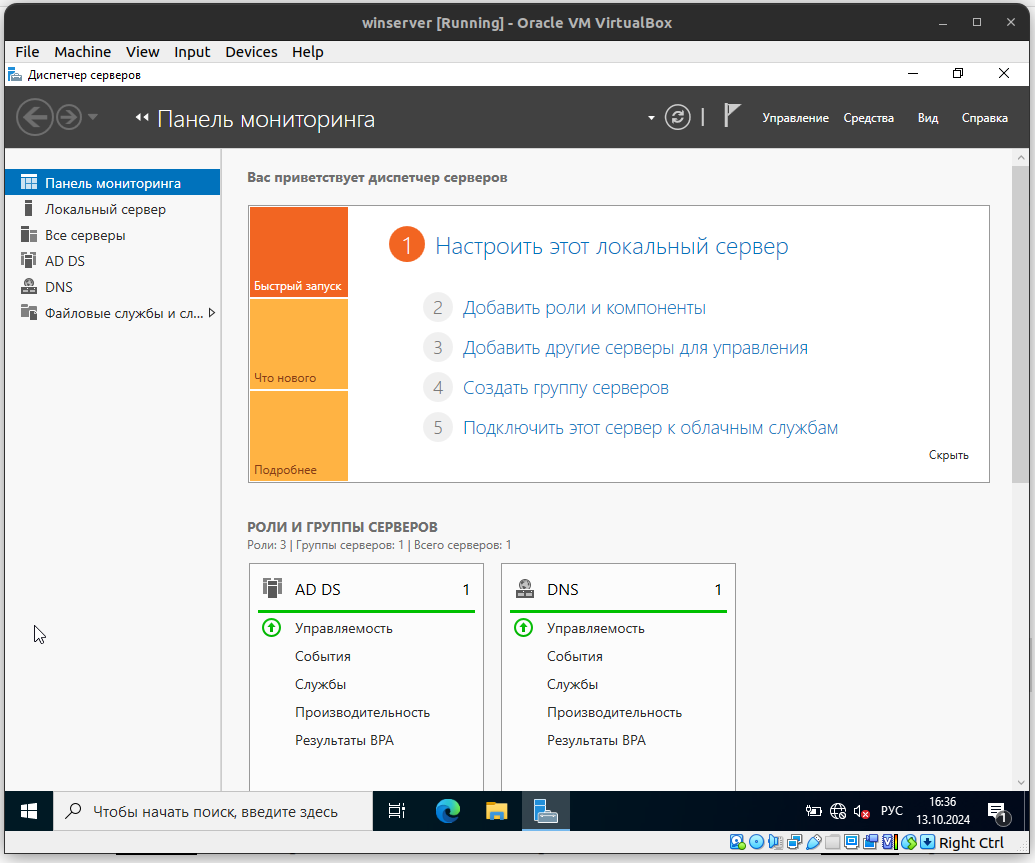 winserver [Running] - Oracle VM VirtualBox
File Machine View Input Devices Help
Диспетчер серверов
Панель мониторинга
Управление Средства Вид Справка
Панель мониторинга
Локальный сервер
Все серверы
AD DS
DNS
Файловые службы и сл...
Вас приветствует диспетчер серверов
Быстрый запуск
Что нового
Подробнее
1 Настроить этот локальный сервер
2 Добавить роли и компоненты
3 Добавить другие серверы для управления
4 Создать группу серверов
5 Подключить этот сервер к облачным службам
Скрыть
РОЛИ И ГРУППЫ СЕРВЕРОВ
Роли: 3 | Группы серверов: 1 | Всего серверов: 1
AD DS 1
Управляемость
События
Службы
Производительность
Результаты BPA
DNS 1
Управляемость
События
Службы
Производительность
Результаты BPA
Чтобы начать поиск, введите здесь
РУС
16:36
13.10.2024
1
Right Ctrl